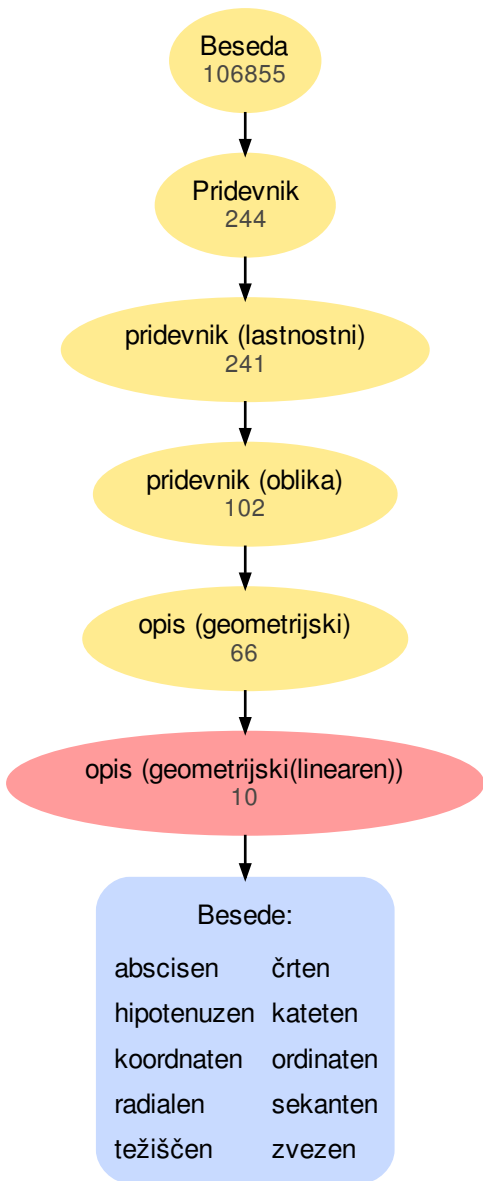 Beseda
106855
Pridevnik
244
pridevnik (lastnostni)
241
pridevnik (oblika)
102
opis (geometrijski)
66
opis (geometrijski(linearen))
10
Besede:
abscisen črten
hipotenuzen kateten
koordnaten ordinaten
radialen sekanten
težiščen zvezen